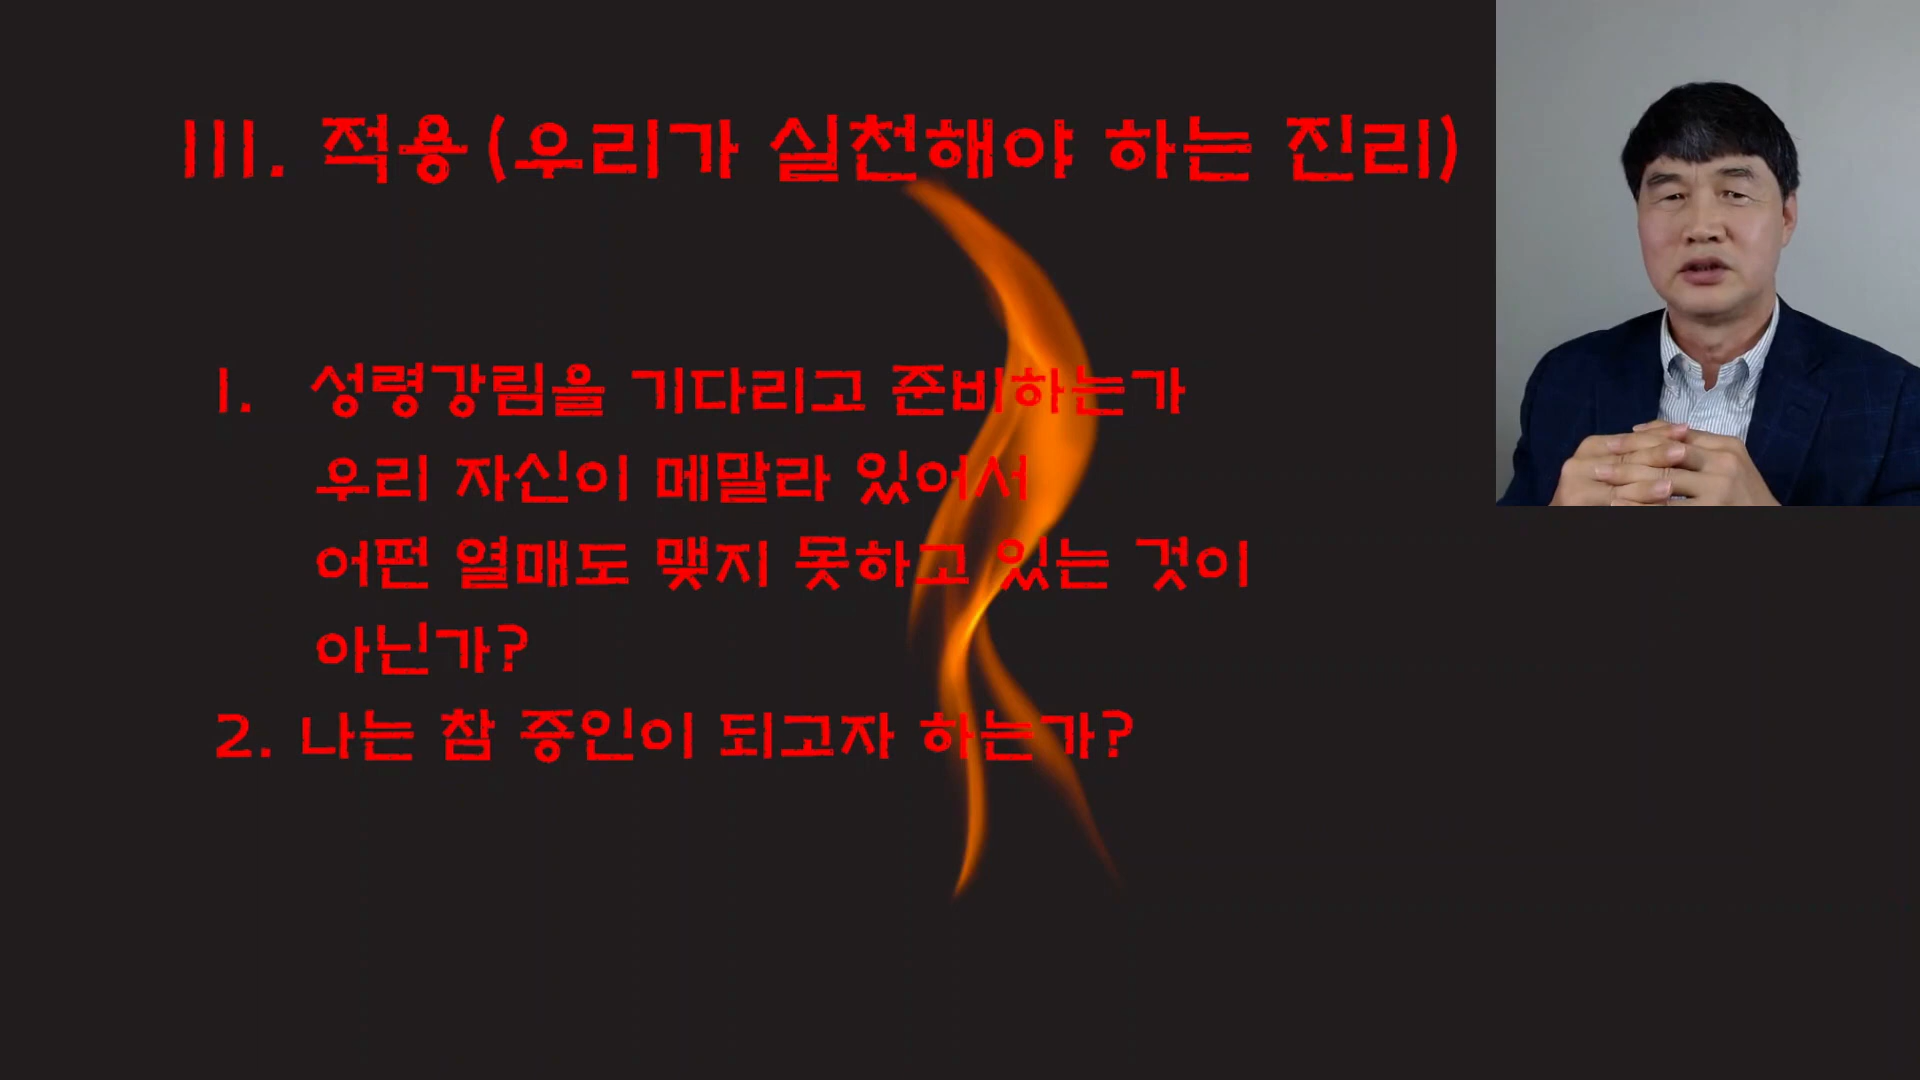 III. 적용(우리가 실천해야 하는 진리)
1. 성령강림을 기다리고 준비하는가
우리 자신이 메말라 있어서
어떤 열매도 맺지 못하고 있는 것이
아닌가?
2. 나는 참 증인이 되고자 하는가?